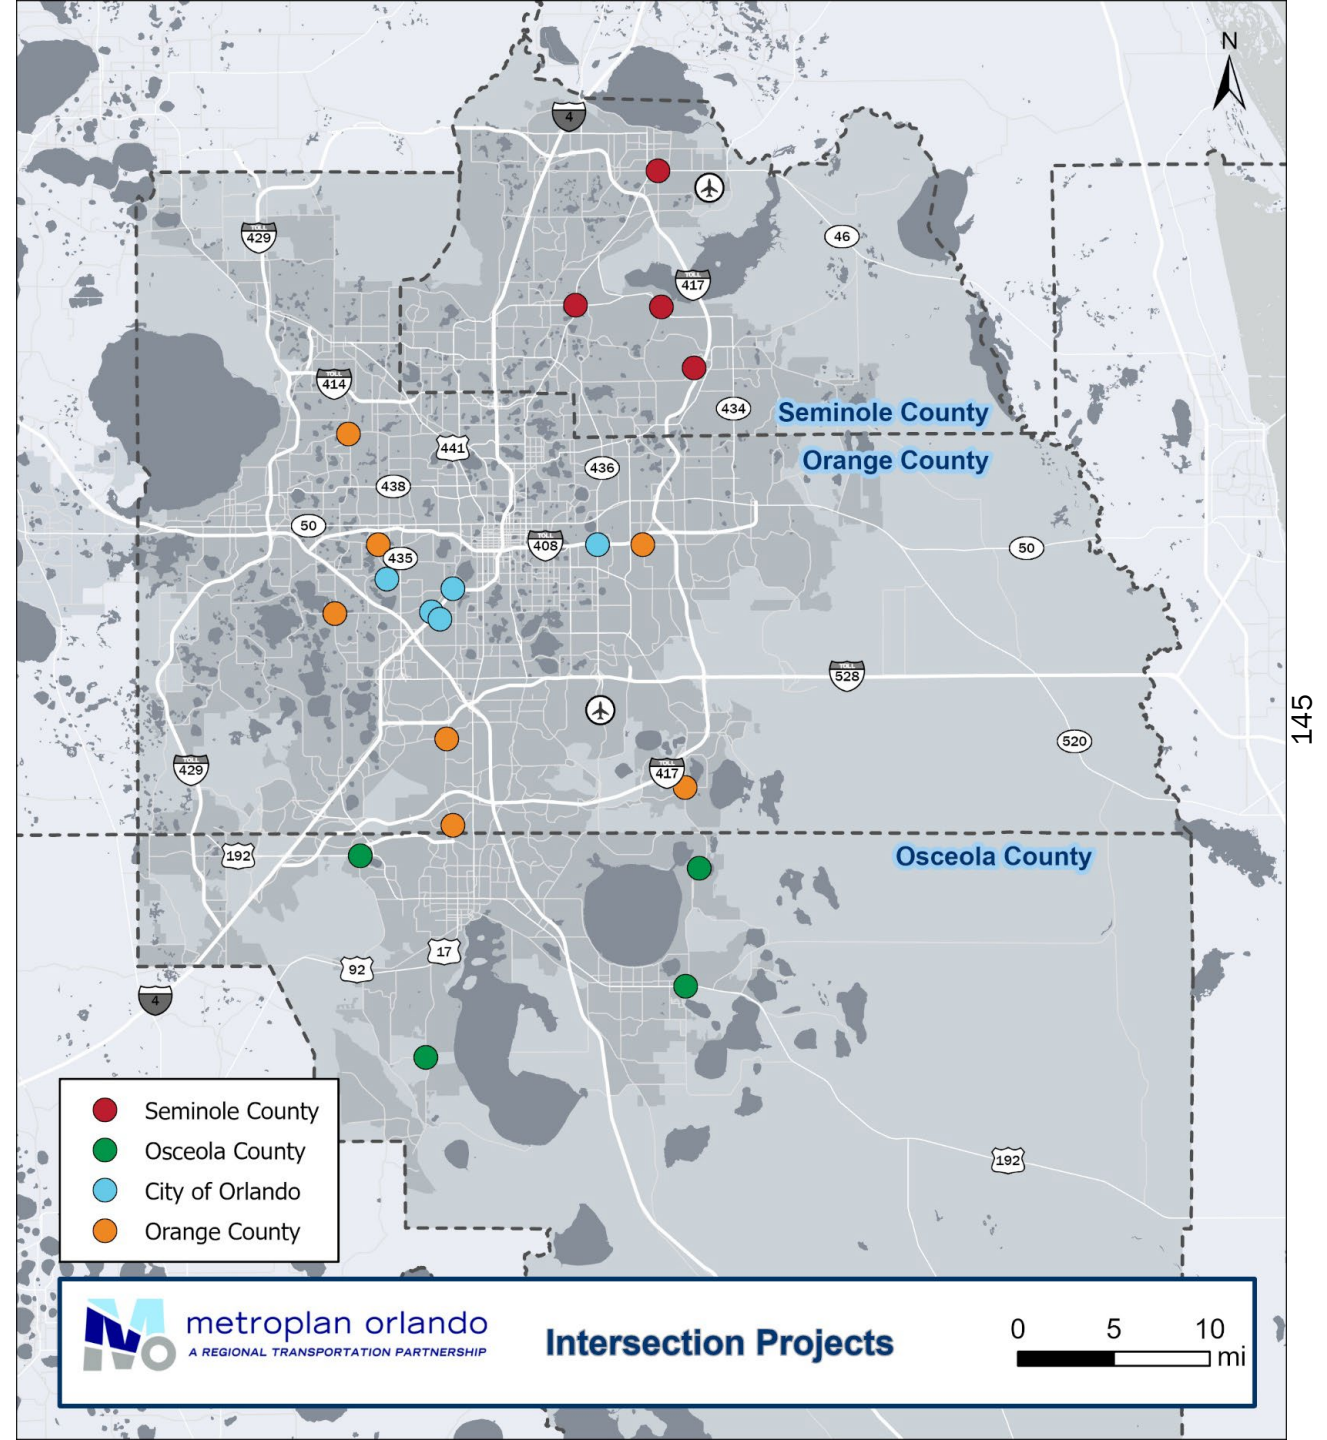 N
4
46
TOLL
429
TOLL
417
TOLL
414
434
Seminole County
441
436
Orange County
438
50
TOLL
408
50
435
TOLL
528
145
520
TOLL
429
TOLL
417
192
Osceola County
17
92
4
Seminole County
Osceola County
City of Orlando
Orange County
192
metroplan orlando
A REGIONAL TRANSPORTATION PARTNERSHIP
Intersection Projects
0 5 10
mi